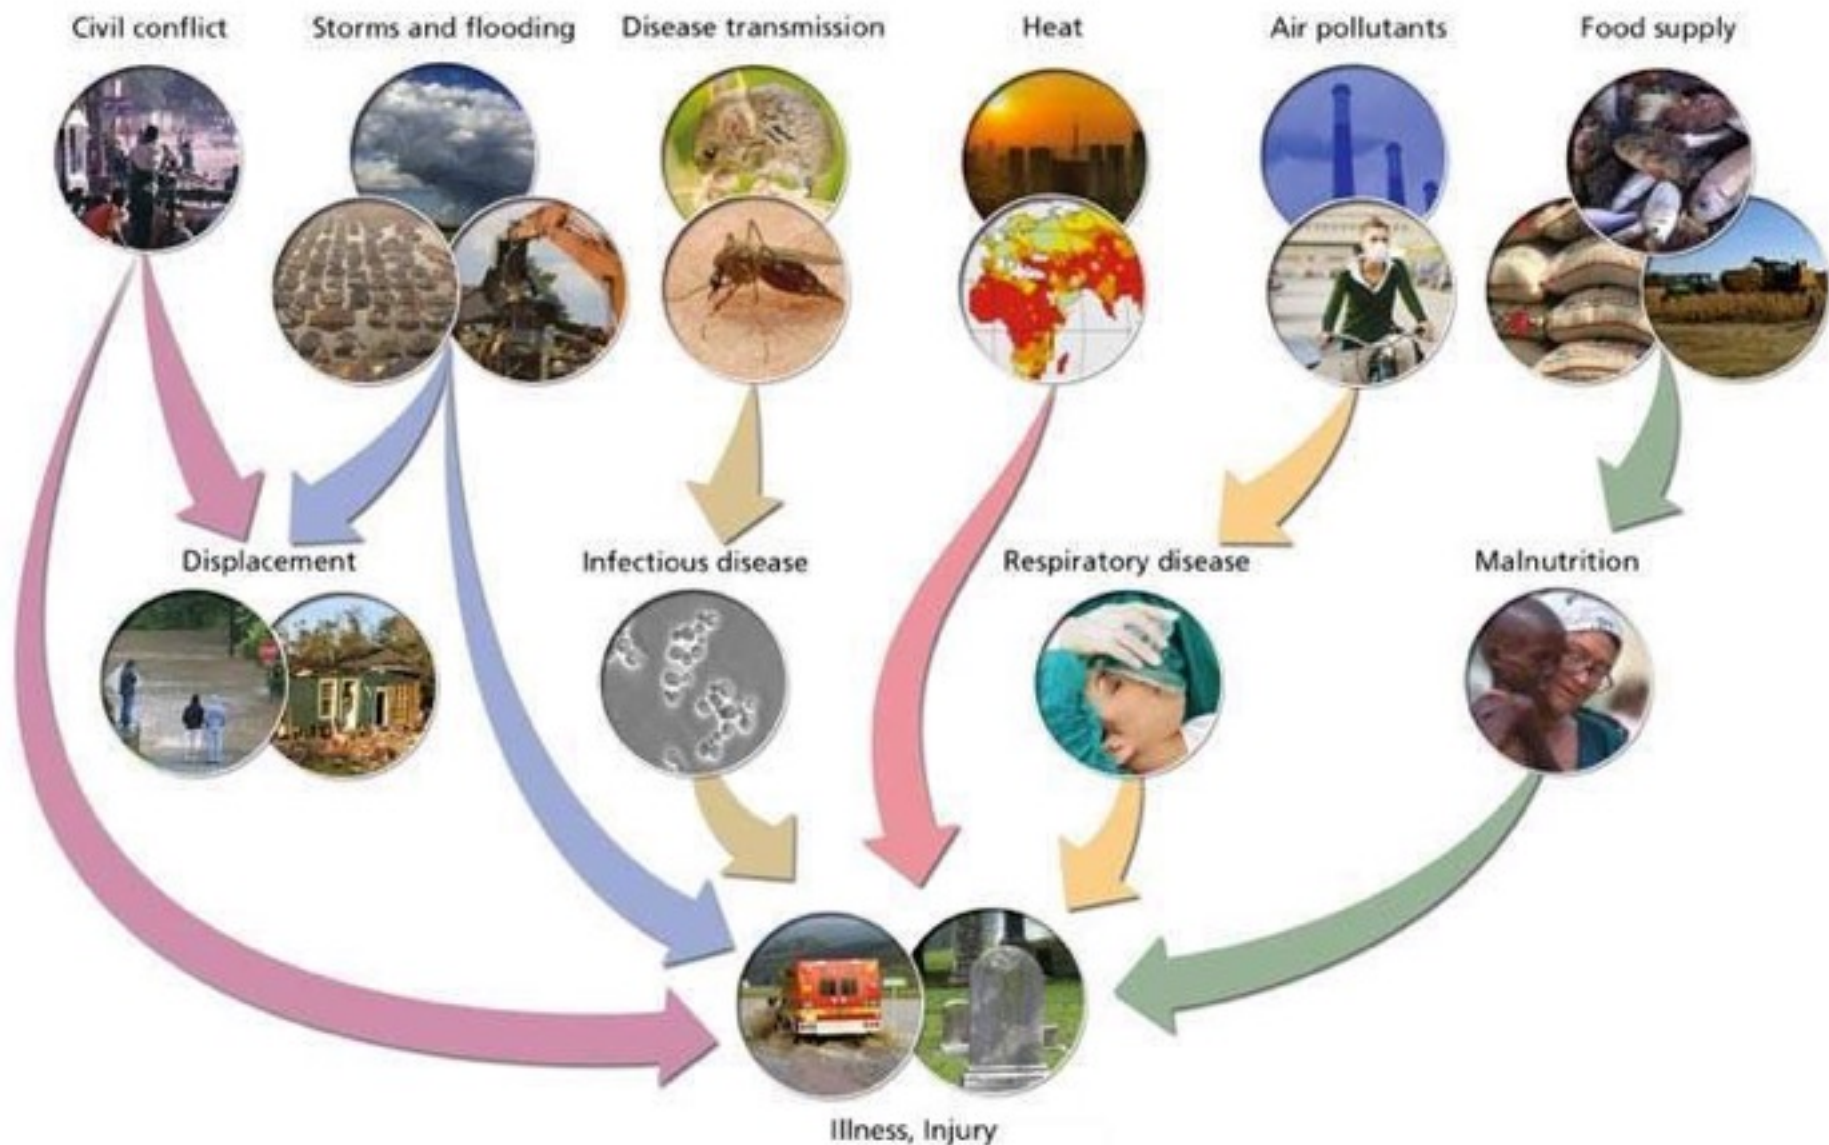 Civil conflict
Storms and flooding
Disease transmission
Heat
Air pollutants
Food supply
Displacement
Infectious disease
Respiratory disease
Malnutrition
Illness, Injury